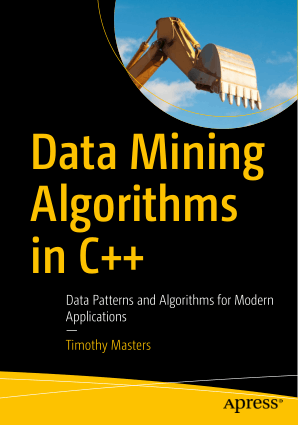 Data Mining
Algorithms
in C++
Data Patterns and Algorithms for Modern
Applications
—
Timothy Masters
Apress®